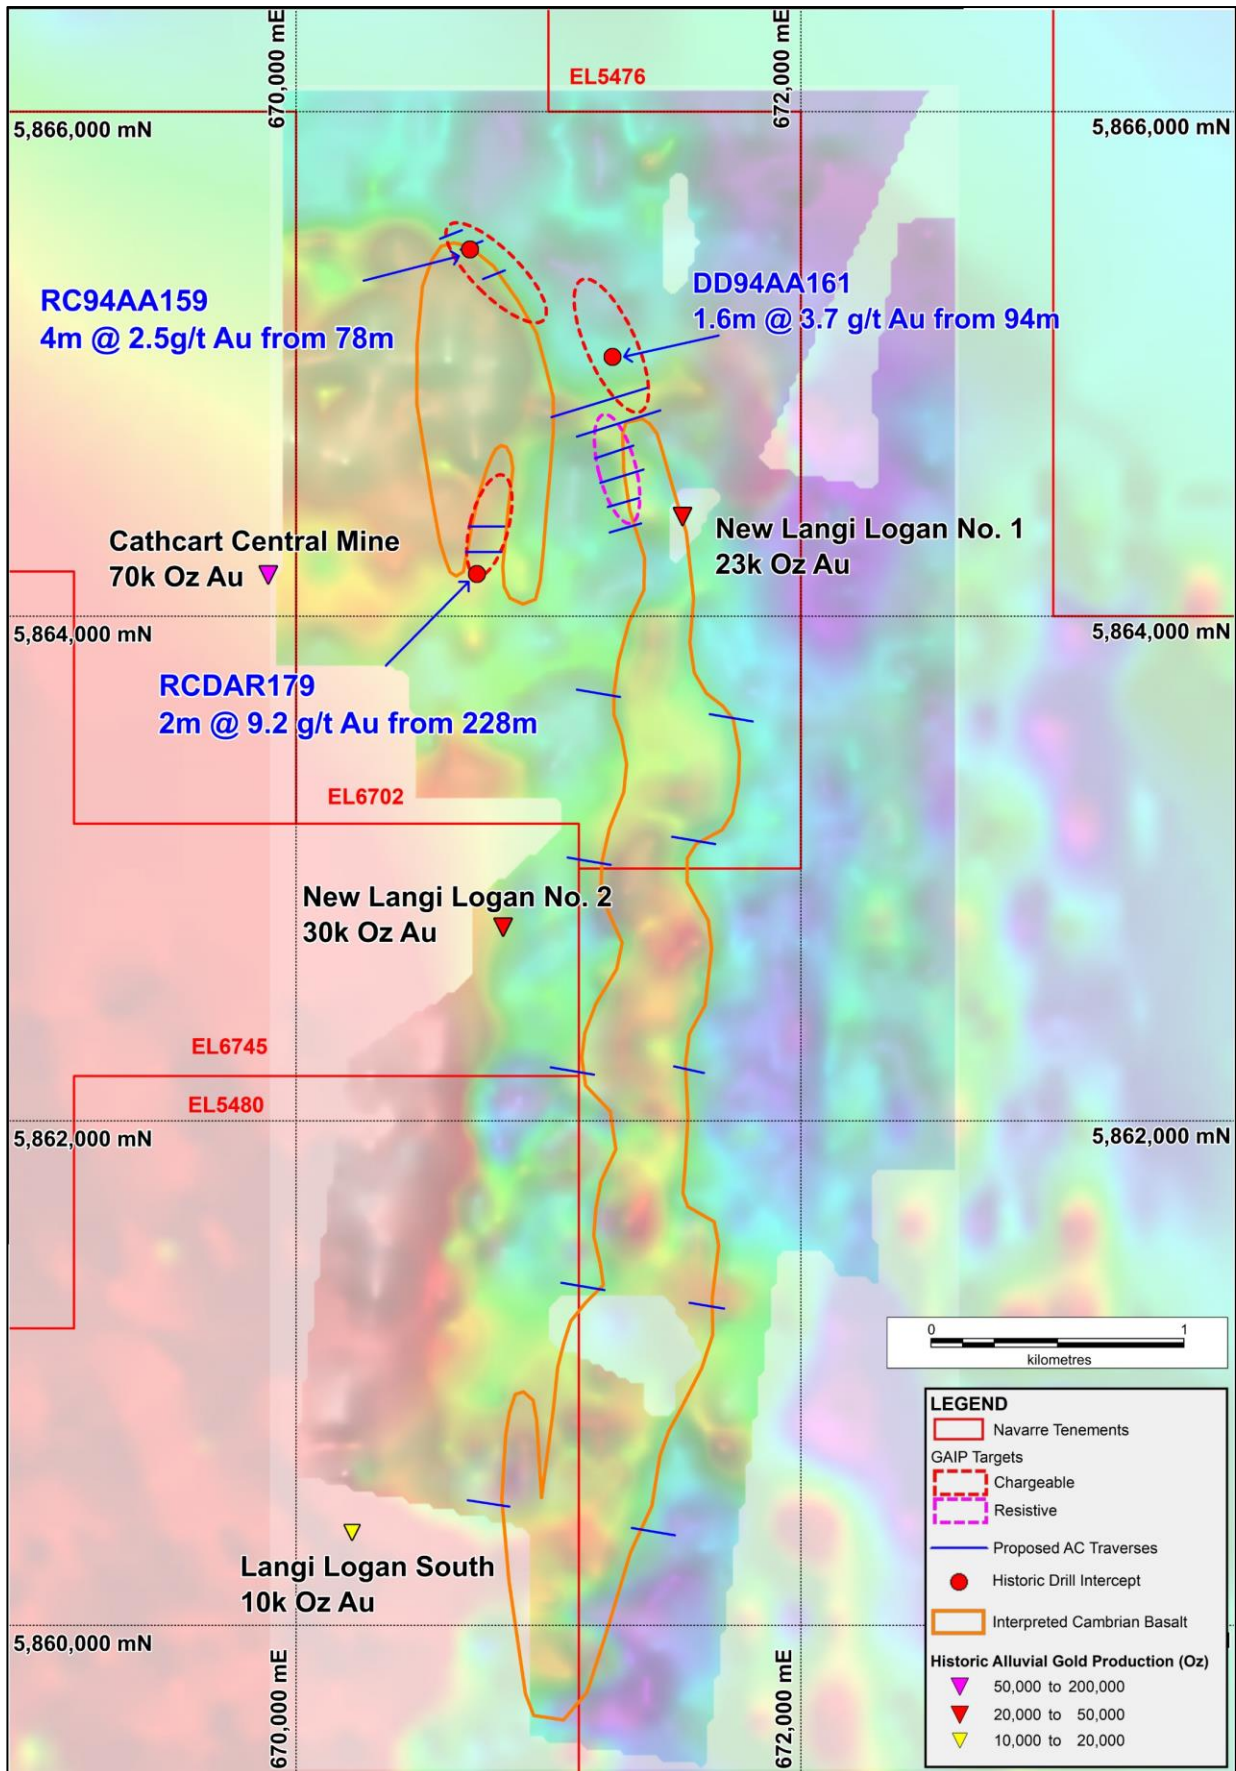 670,000 mE
672,000 mE
EL5476
5,866,000 mN
5,866,000 mN
RC94AA159
4m @ 2.5g/t Au from 78m
DD94AA161
1.6m @ 3.7 g/t Au from 94m
Cathcart Central Mine
70k Oz Au
New Langi Logan No. 1
23k Oz Au
5,864,000 mN
5,864,000 mN
RCDAR179
2m @ 9.2 g/t Au from 228m
EL6702
New Langi Logan No. 2
30k Oz Au
EL6745
EL5480
5,862,000 mN
5,862,000 mN
0 1
kilometres
Langi Logan South
10k Oz Au
5,860,000 mN
670,000 mE
672,000 mE
LEGEND
Navarre Tenements
GAIP Targets
Chargeable
Resistive
Proposed AC Traverses
Historic Drill Intercept
Interpreted Cambrian Basalt
Historic Alluvial Gold Production (Oz)
50,000 to 200,000
20,000 to 50,000
10,000 to 20,000